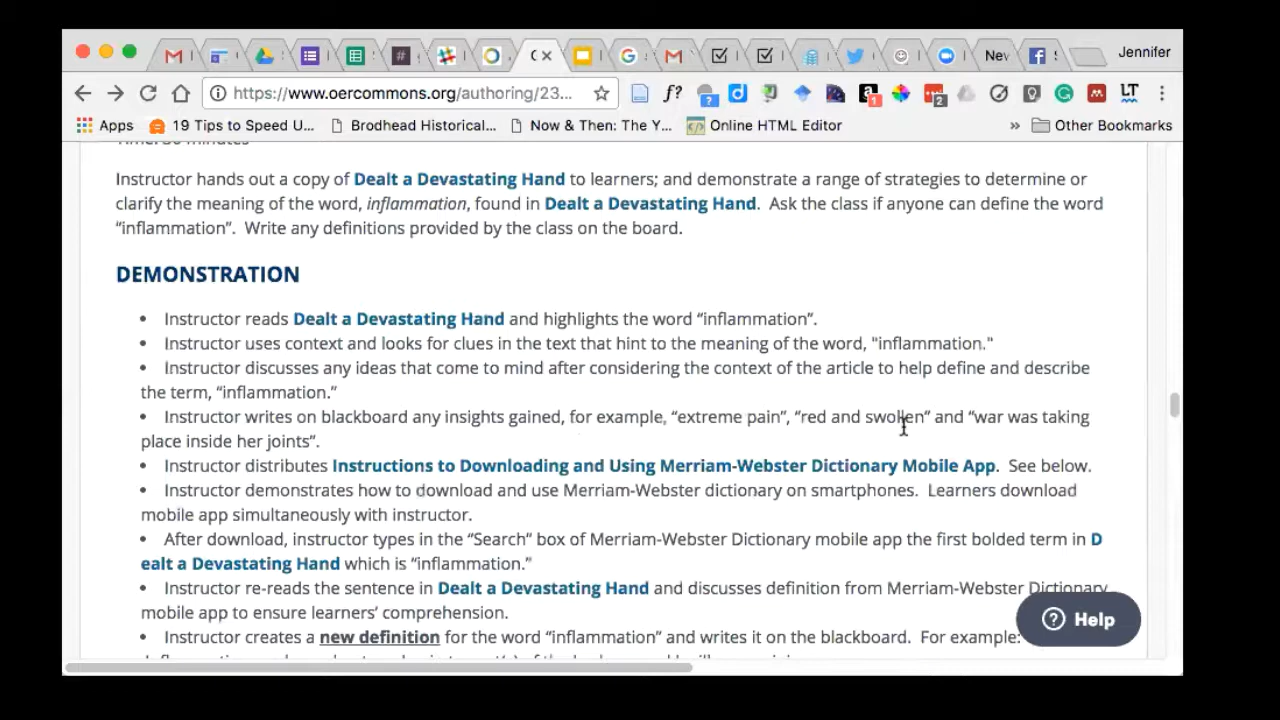 Jennifer
Nev
https://www.oercommons.org/authoring/23...
f?
?
1
2
LT
Apps
19 Tips to Speed U...
Brodhead Historical...
Now & Then: The Y...
Online HTML Editor
»
Other Bookmarks
Time: 30 minutes
Instructor hands out a copy of Dealt a Devastating Hand to learners; and demonstrate a range of strategies to determine or
clarify the meaning of the word, inflammation, found in Dealt a Devastating Hand. Ask the class if anyone can define the word
“inflammation”. Write any definitions provided by the class on the board.
DEMONSTRATION
• Instructor reads Dealt a Devastating Hand and highlights the word “inflammation”.
• Instructor uses context and looks for clues in the text that hint to the meaning of the word, "inflammation."
• Instructor discusses any ideas that come to mind after considering the context of the article to help define and describe
the term, “inflammation.”
• Instructor writes on blackboard any insights gained, for example, “extreme pain”, “red and swollen” and “war was taking
place inside her joints”.
• Instructor distributes Instructions to Downloading and Using Merriam-Webster Dictionary Mobile App. See below.
• Instructor demonstrates how to download and use Merriam-Webster dictionary on smartphones. Learners download
mobile app simultaneously with instructor.
• After download, instructor types in the “Search” box of Merriam-Webster Dictionary mobile app the first bolded term in D
ealt a Devastating Hand which is “inflammation.”
• Instructor re-reads the sentence in Dealt a Devastating Hand and discusses definition from Merriam-Webster Dictionary
mobile app to ensure learners’ comprehension.
• Instructor creates a new definition for the word “inflammation” and writes it on the blackboard. For example:
Help